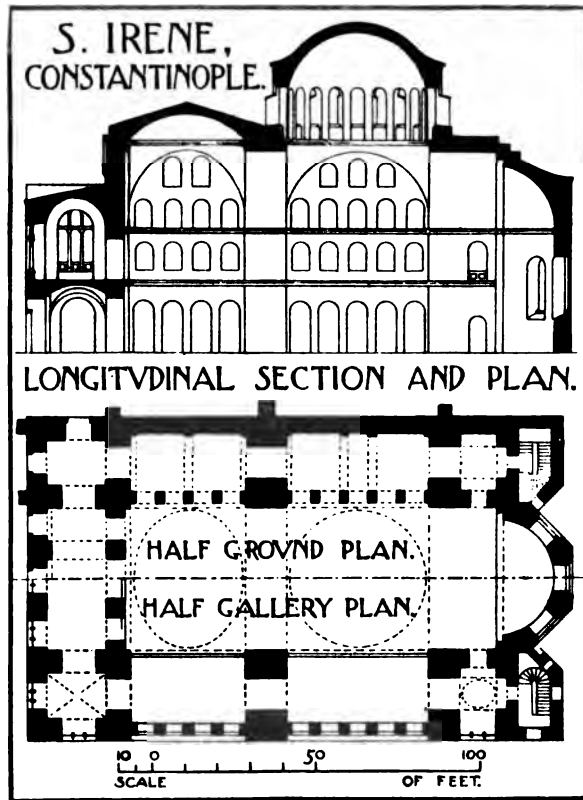 S. IRENE,
CONSTANTINOPLE.
LONGITVDINAL SECTION AND PLAN.
HALF GROVND PLAN.
HALF GALLERY PLAN.
10 0 50 100
SCALE OF FEET.